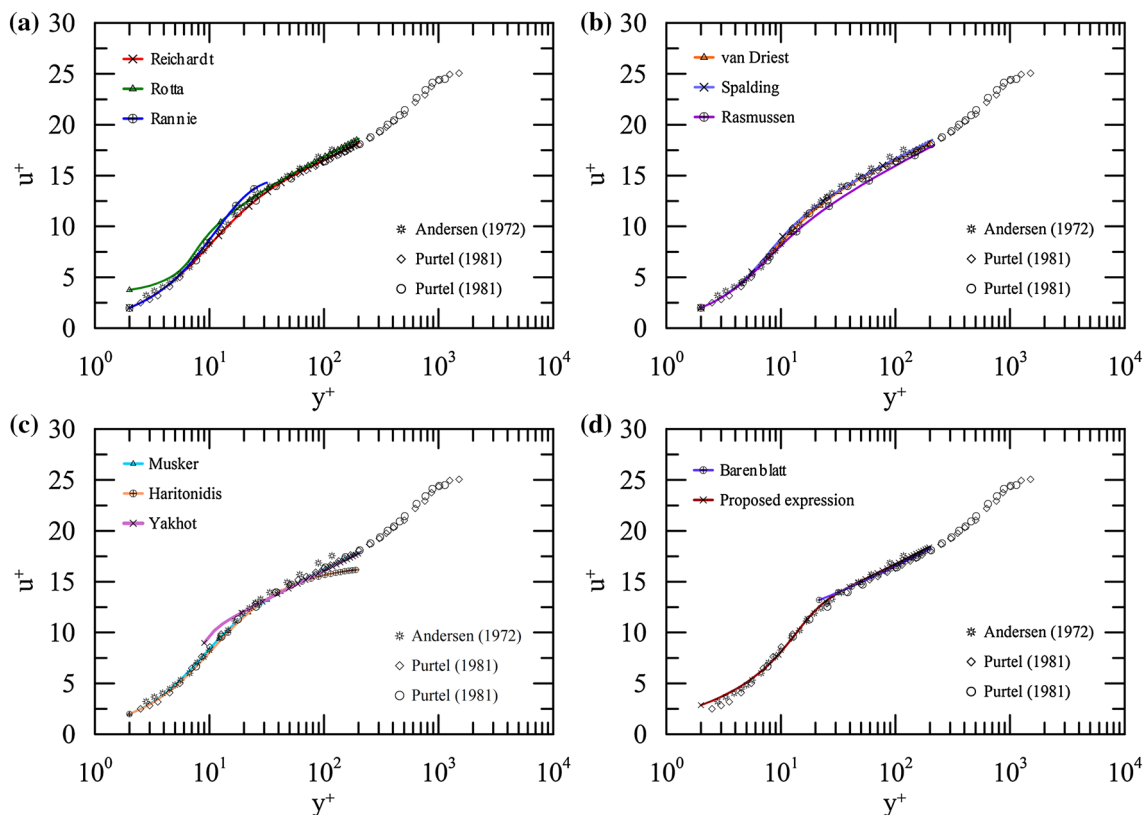 (a)
30
25
20
15
10
5
0
u+
Reichardt
Rotta
Rannie
Andersen (1972)
Purtel (1981)
Purtel (1981)
10^0 10^1 10^2 10^3 10^4
y+
(b)
30
25
20
15
10
5
0
u+
van Driest
Spalding
Rasmussen
Andersen (1972)
Purtel (1981)
Purtel (1981)
10^0 10^1 10^2 10^3 10^4
y+
(c)
30
25
20
15
10
5
0
u+
Musker
Haritonidis
Yakhot
Andersen (1972)
Purtel (1981)
Purtel (1981)
10^0 10^1 10^2 10^3 10^4
y+
(d)
30
25
20
15
10
5
0
u+
Barenblatt
Proposed expression
Andersen (1972)
Purtel (1981)
Purtel (1981)
10^0 10^1 10^2 10^3 10^4
y+